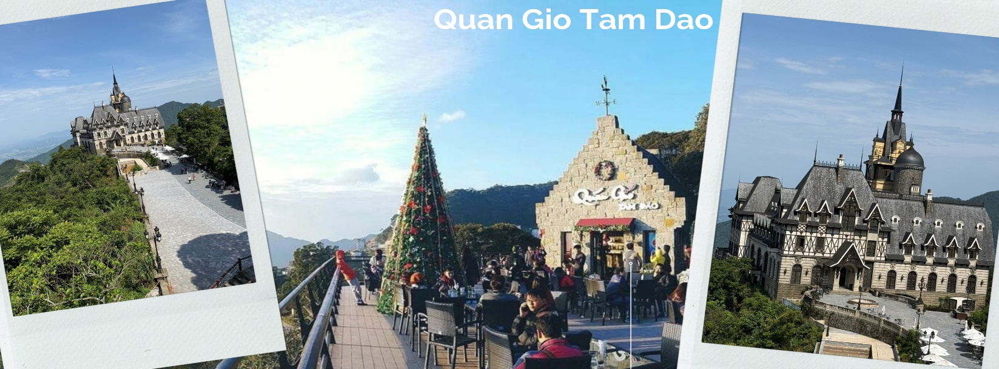 Quan Gio Tam Dao
Quán Gió
TAM ĐẢO